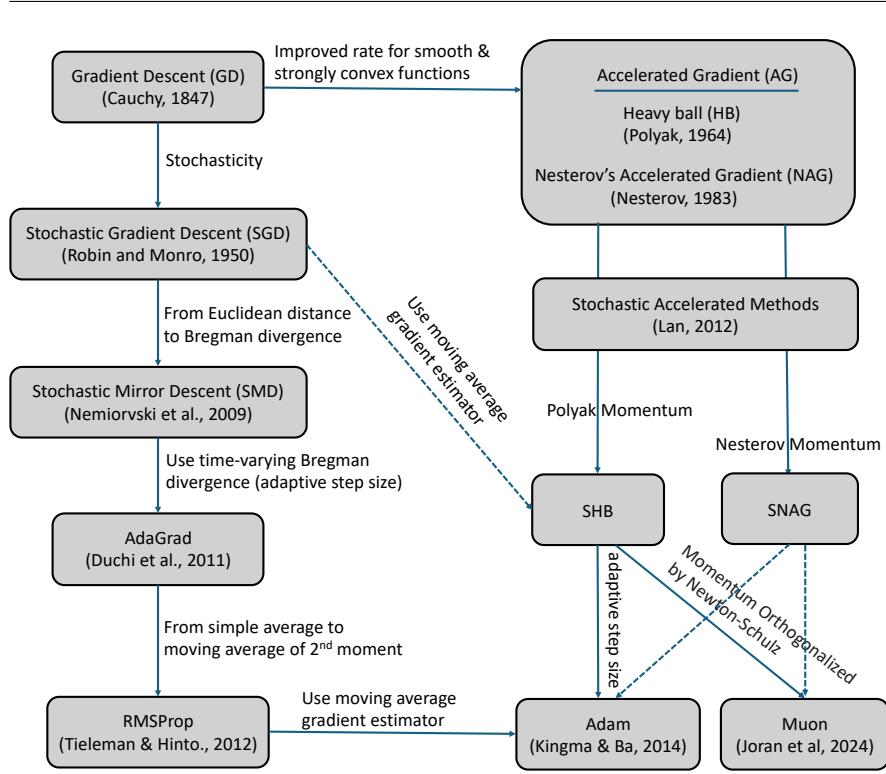 Gradient Descent (GD)
(Cauchy, 1847)
Improved rate for smooth &
strongly convex functions
Accelerated Gradient (AG)
Heavy ball (HB)
(Polyak, 1964)
Nesterov's Accelerated Gradient (NAG)
(Nesterov, 1983)
Stochasticity
Stochastic Gradient Descent (SGD)
(Robin and Monro, 1950)
From Euclidean distance
to Bregman divergence
Use moving average
gradient estimator
Stochastic Accelerated Methods
(Lan, 2012)
Stochastic Mirror Descent (SMD)
(Nemiorvski et al., 2009)
Polyak Momentum
Nesterov Momentum
Use time-varying Bregman
divergence (adaptive step size)
SHB
SNAG
AdaGrad
(Duchi et al., 2011)
adaptive step size
Momentum Orthogonalized
by Newton-Schulz
From simple average to
moving average of 2nd moment
RMSProp
(Tieleman & Hinto., 2012)
Use moving average
gradient estimator
Adam
(Kingma & Ba, 2014)
Muon
(Joran et al, 2024)